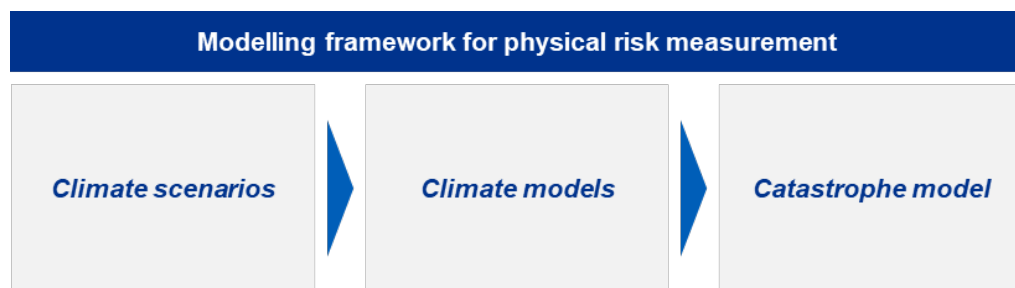 Modelling framework for physical risk measurement
Climate scenarios
Climate models
Catastrophe model